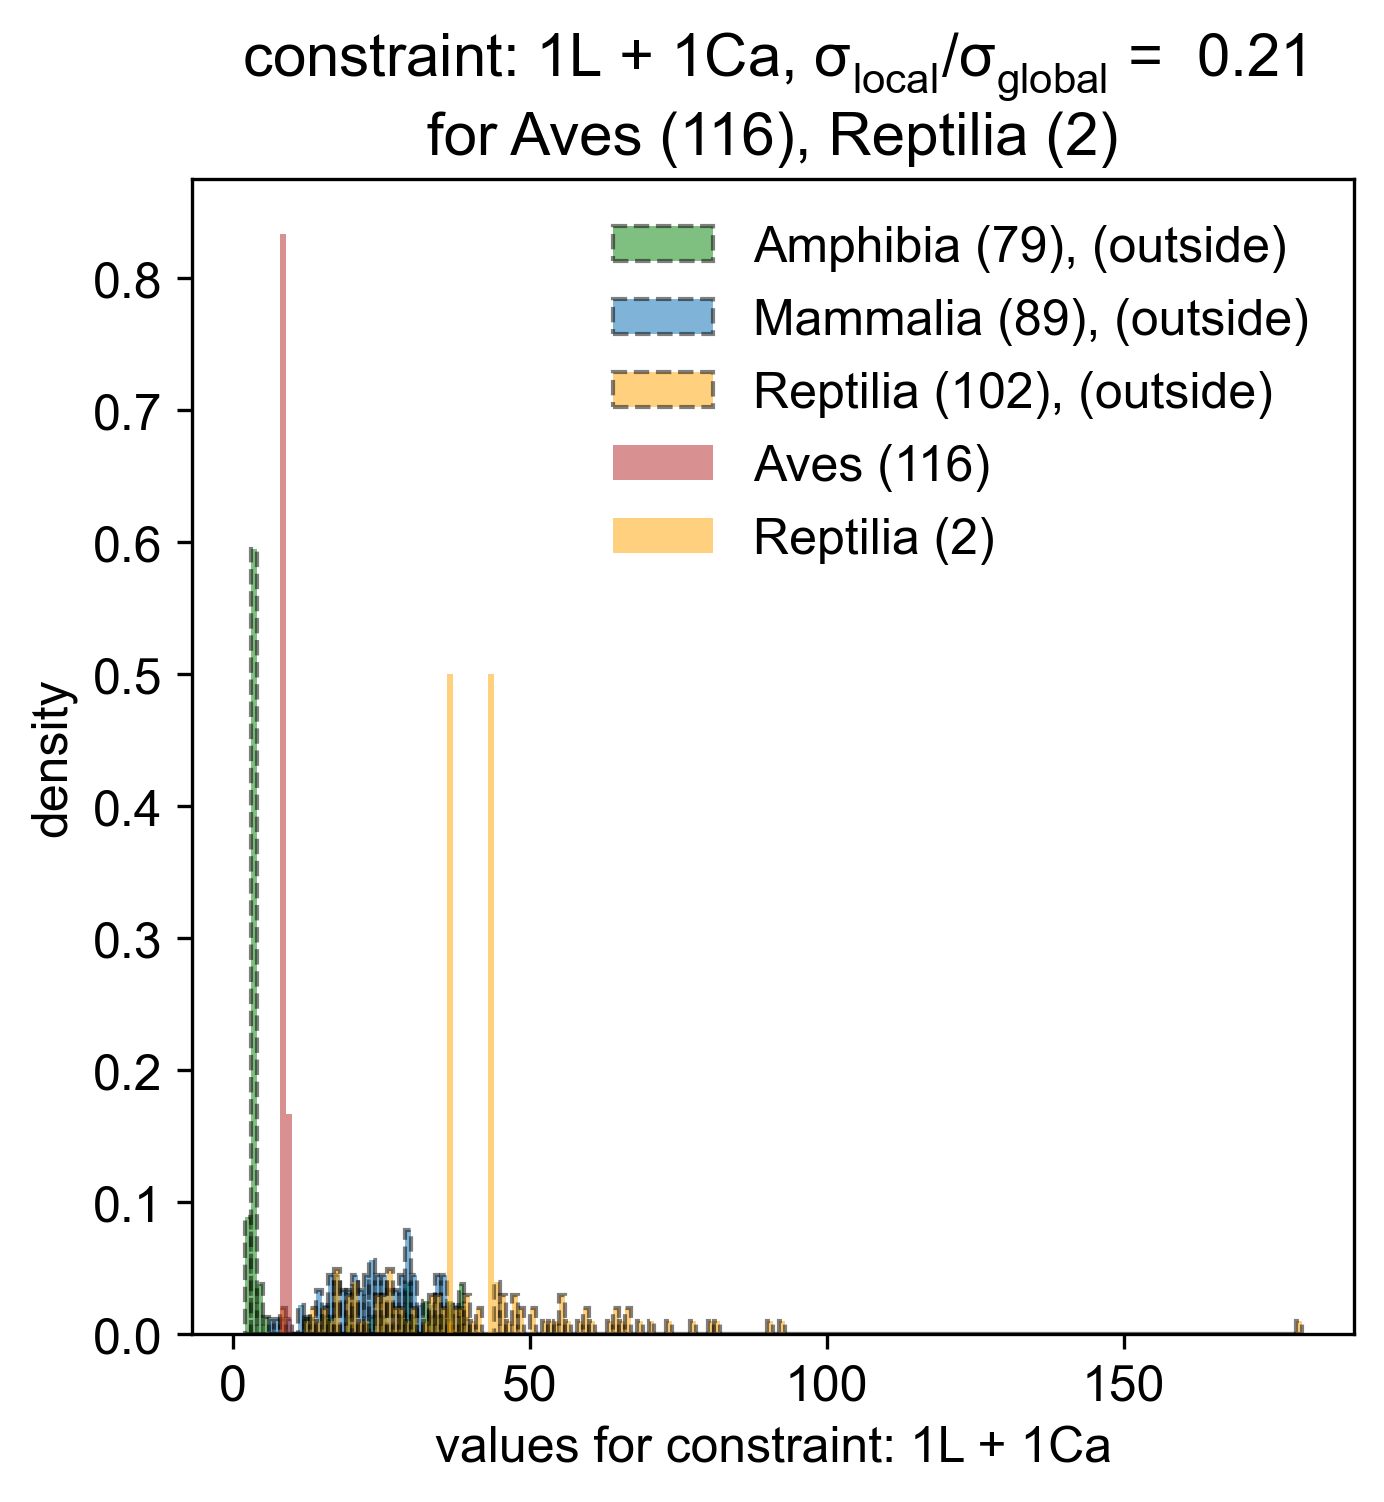 constraint: 1L + 1Ca, σlocal/σglobal = 0.21
for Aves (116), Reptilia (2)
Amphibia (79), (outside)
Mammalia (89), (outside)
Reptilia (102), (outside)
Aves (116)
Reptilia (2)
density
0.8
0.7
0.6
0.5
0.4
0.3
0.2
0.1
0.0
0 50 100 150
values for constraint: 1L + 1Ca